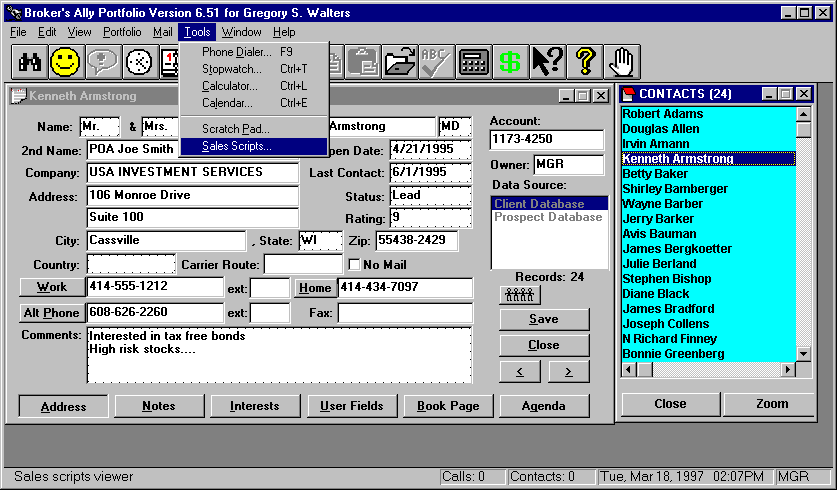 Broker's Ally Portfolio Version 6.51 for Gregory S. Walters
File Edit View Portfolio Mail Tools Window Help
Phone Dialer... F9
Stopwatch... Ctrl+T
Calculator... Ctrl+L
Calendar... Ctrl+E
Scratch Pad...
Sales Scripts...
ABC
$
?
?
Kenneth Armstrong
Name: Mr. & Mrs. Armstrong MD
2nd Name: POA Joe Smith pen Date: 4/21/1995
Company: USA INVESTMENT SERVICES Last Contact: 6/1/1995
Address: 106 Monroe Drive Status: Lead
Suite 100 Rating: 9
City: Cassville , State: WI Zip: 55438-2429
Country: Carrier Route: No Mail
Work 414-555-1212 ext: Home 414-434-7097
Alt Phone 608-626-2260 ext: Fax:
Comments: Interested in tax free bonds
High risk stocks....
Account:
1173-4250
Owner: MGR
Data Source:
Client Database
Prospect Database
Records: 24
Save
Close
< >
Address Notes Interests User Fields Book Page Agenda
CONTACTS (24)
Robert Adams
Douglas Allen
Irvin Amann
Kenneth Armstrong
Betty Baker
Shirley Bamberger
Wayne Barber
Jerry Barker
Avis Bauman
James Bergkoetter
Julie Berland
Stephen Bishop
Diane Black
James Bradford
Joseph Collens
N Richard Finney
Bonnie Greenberg
Close Zoom
Sales scripts viewer Calls: 0 Contacts: 0 Tue, Mar 18, 1997 02:07PM MGR